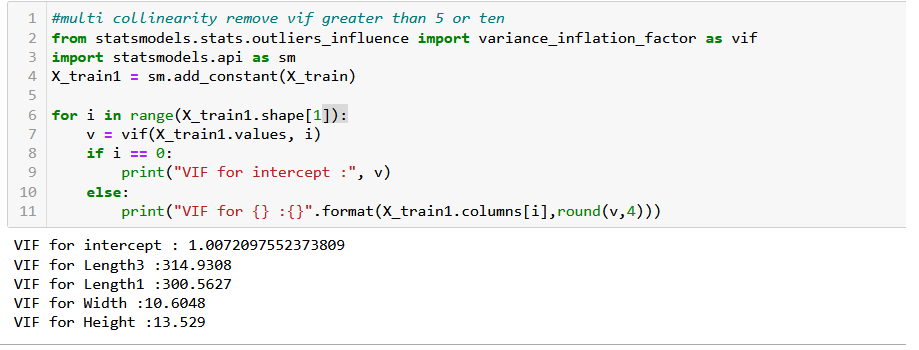 1 #multi collinearity remove vif greater than 5 or ten
2 from statsmodels.stats.outliers_influence import variance_inflation_factor as vif
3 import statsmodels.api as sm
4 X_train1 = sm.add_constant(X_train)
5
6 for i in range(X_train1.shape[1]):
7     v = vif(X_train1.values, i)
8     if i == 0:
9         print("VIF for intercept :", v)
10     else:
11         print("VIF for {} :{}".format(X_train1.columns[i],round(v,4)))
VIF for intercept : 1.0072097552373809
VIF for Length3 :314.9308
VIF for Length1 :300.5627
VIF for Width :10.6048
VIF for Height :13.529